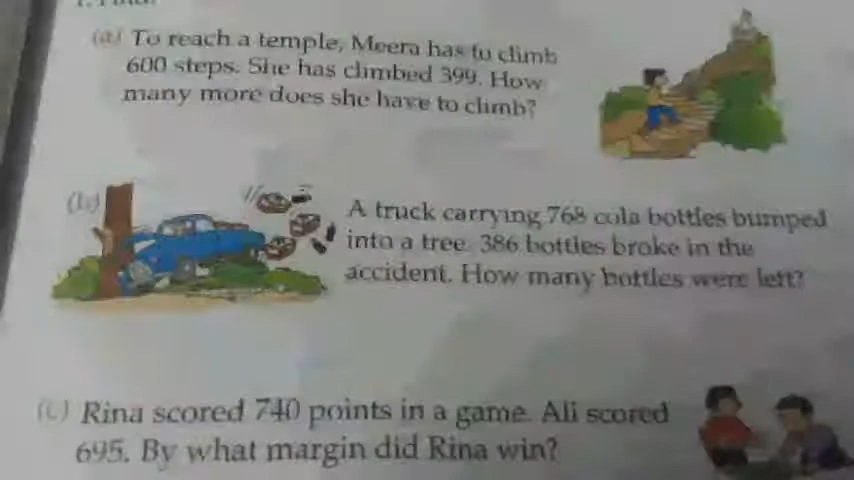 (a) To reach a temple, Meera has to climb
600 steps. She has climbed 399. How
many more does she have to climb?
(b)
A truck carrying 768 cola bottles bumped
into a tree. 386 bottles broke in the
accident. How many bottles were left?
(c) Rina scored 740 points in a game. Ali scored
695. By what margin did Rina win?